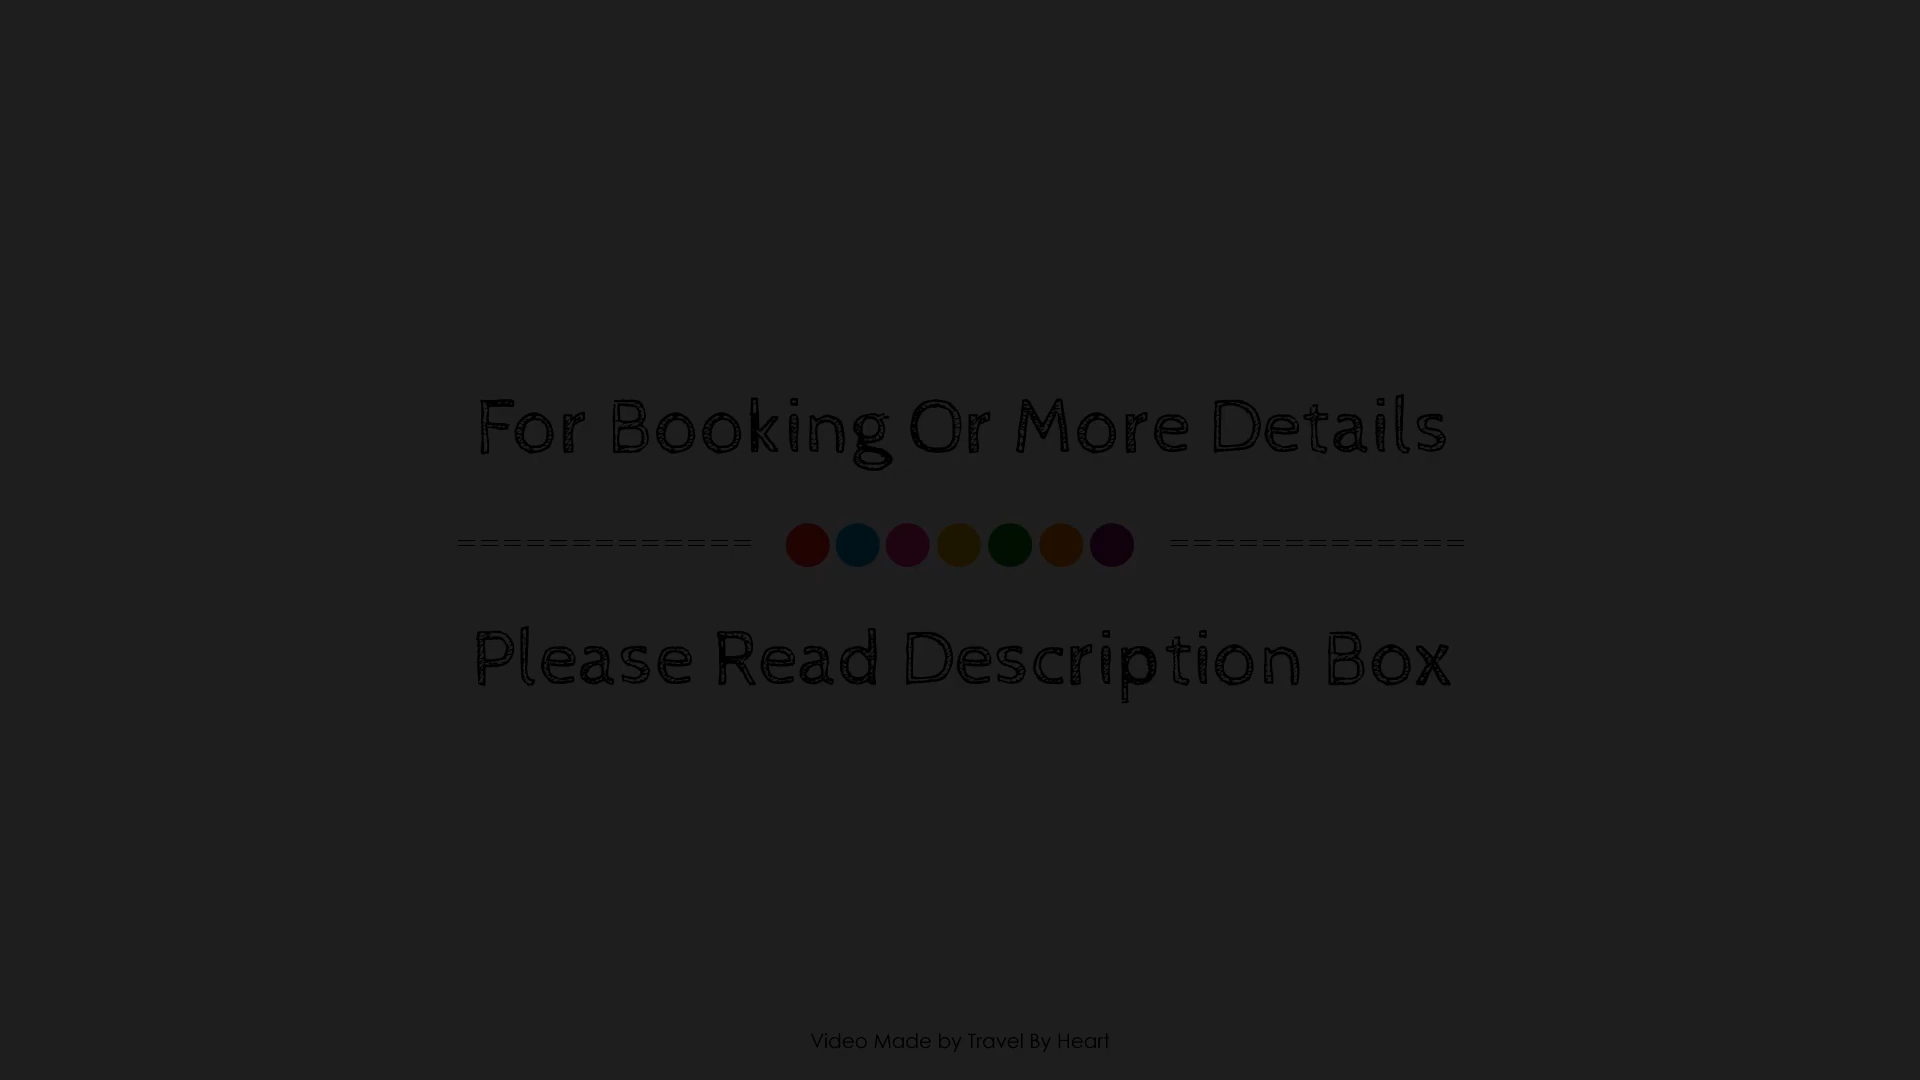 For Booking Or More Details
============= =============
Please Read Description Box
Video Made by Travel By Heart